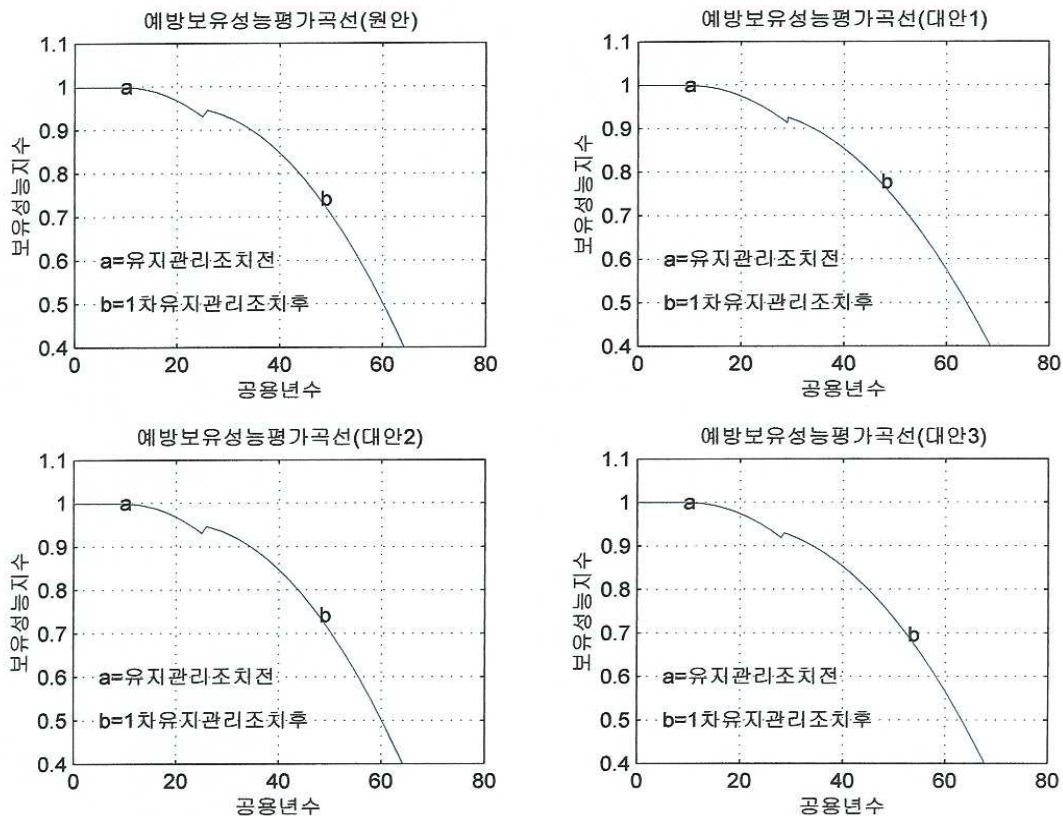 예방보유성능평가곡선(원안)
1.1
1
0.9
0.8
0.7
0.6
0.5
0.4
보유성능지수
a
b
a=유지관리조치전
b=1차유지관리조치후
0 20 40 60 80
공용년수
예방보유성능평가곡선(대안1)
1.1
1
0.9
0.8
0.7
0.6
0.5
0.4
보유성능지수
a
b
a=유지관리조치전
b=1차유지관리조치후
0 20 40 60 80
공용년수
예방보유성능평가곡선(대안2)
1.1
1
0.9
0.8
0.7
0.6
0.5
0.4
보유성능지수
a
b
a=유지관리조치전
b=1차유지관리조치후
0 20 40 60 80
공용년수
예방보유성능평가곡선(대안3)
1.1
1
0.9
0.8
0.7
0.6
0.5
0.4
보유성능지수
a
b
a=유지관리조치전
b=1차유지관리조치후
0 20 40 60 80
공용년수